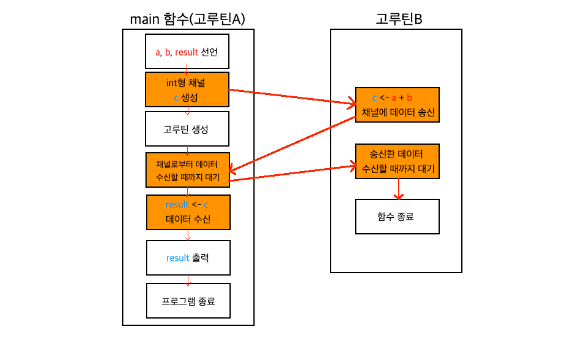 main 함수(고루틴A)
a, b, result 선언
int형 채널
c 생성
고루틴 생성
채널로부터 데이터
수신할 때까지 대기
result <- c
데이터 수신
result 출력
프로그램 종료
고루틴B
c <- a + b
채널에 데이터 송신
송신한 데이터
수신할 때까지 대기
함수 종료